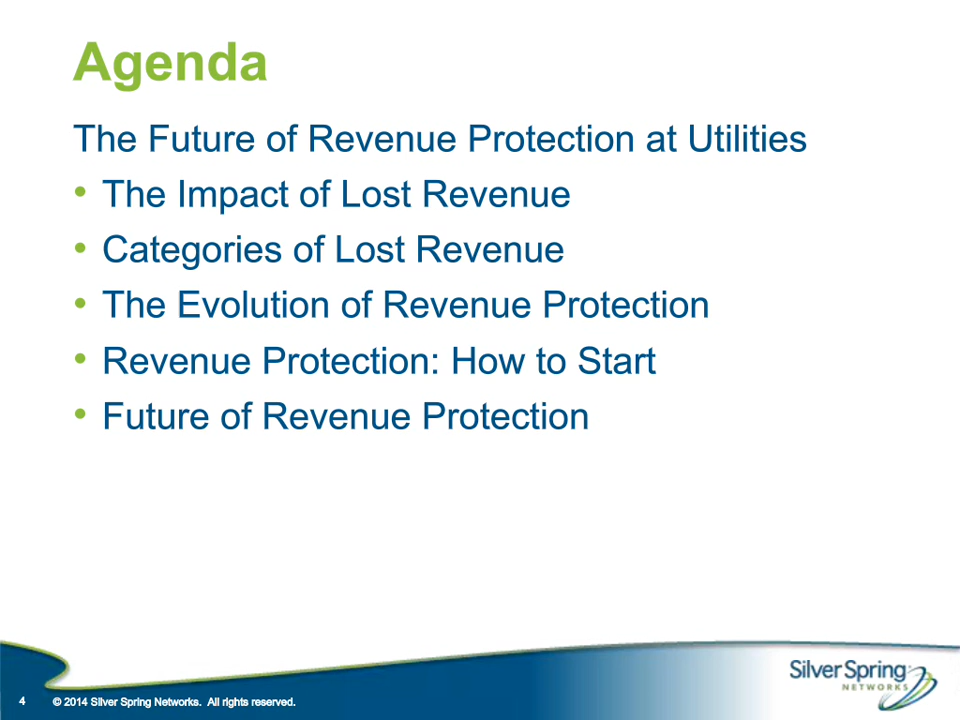 Agenda
The Future of Revenue Protection at Utilities
• The Impact of Lost Revenue
• Categories of Lost Revenue
• The Evolution of Revenue Protection
• Revenue Protection: How to Start
• Future of Revenue Protection
Silver Spring
NETWORKS
4 © 2014 Silver Spring Networks. All rights reserved.